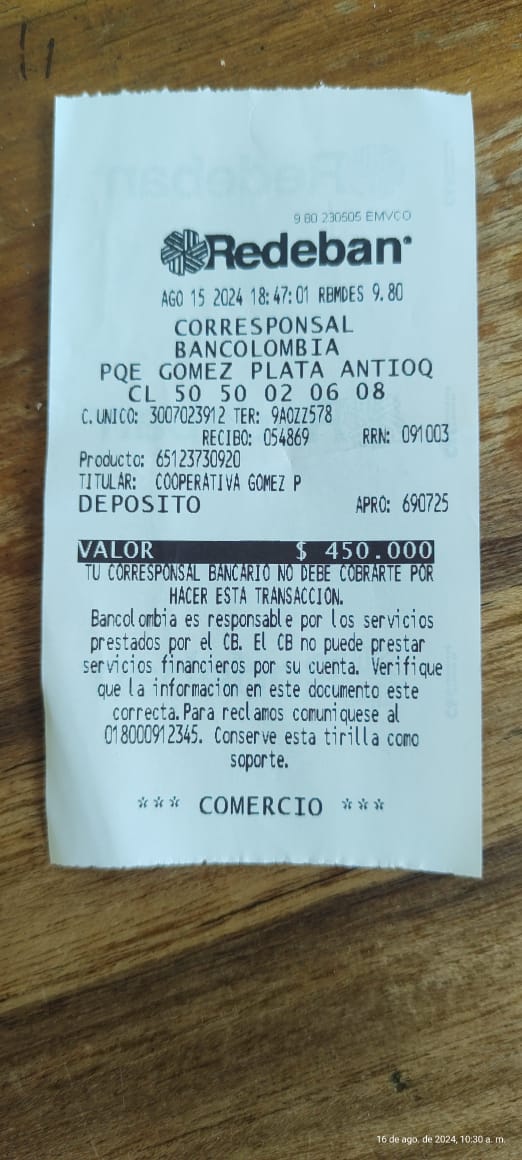 9.80 230505 EMVCO
Redeban
AGO 15 2024 18:47:01 RBMDES 9.80
CORRESPONSAL
BANCOLOMBIA
PQE GOMEZ PLATA ANTIOQ
CL 50 50 02 06 08
C.UNICO: 3007023912 TER: 9AOZZ578
RECIBO: 054869 RRN: 091003
Producto: 65123730920
TITULAR: COOPERATIVA GOMEZ P
DEPOSITO APRO: 690725
VALOR $ 450.000
TU CORRESPONSAL BANCARIO NO DEBE COBRARTE POR
HACER ESTA TRANSACCION.
Bancolombia es responsable por los servicios
prestados por el CB. El CB no puede prestar
servicios financieros por su cuenta. Verifique
que la informacion en este documento este
correcta.Para reclamos comuniquese al
018000912345. Conserve esta tirilla como
soporte.
*** COMERCIO ***
16 de ago. de 2024, 10:30 a. m.